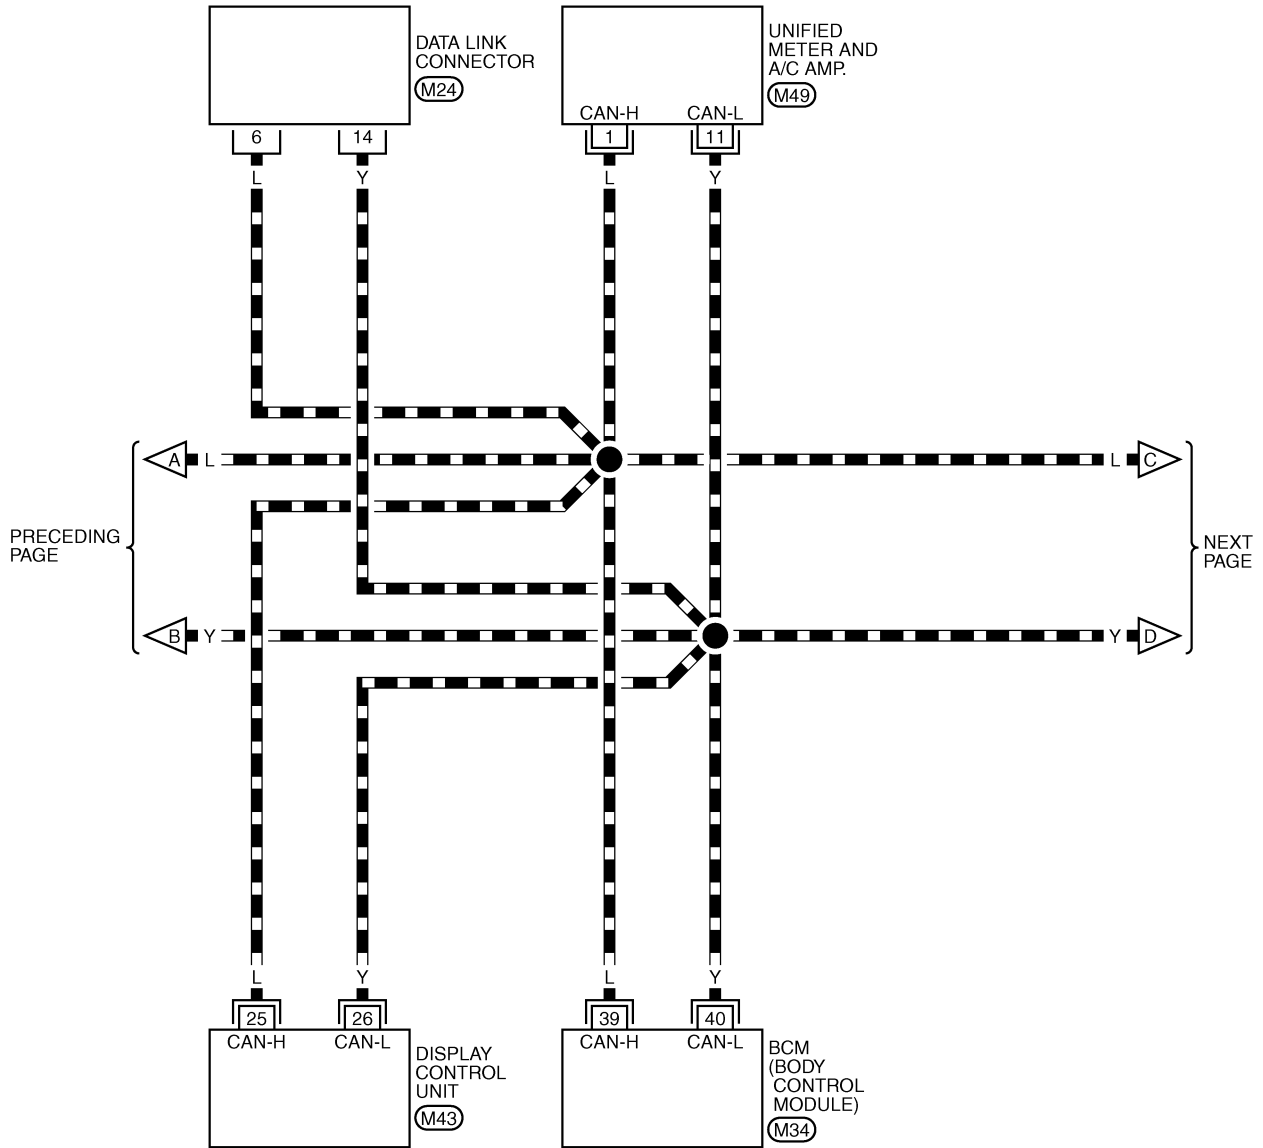 DATA LINK
CONNECTOR
M24
UNIFIED
METER AND
A/C AMP.
M49
CAN-H
CAN-L
6
14
1
11
L
Y
L
Y
A
L
L
C
PRECEDING
PAGE
NEXT
PAGE
B
Y
Y
D
L
Y
L
Y
25
26
39
40
CAN-H
CAN-L
CAN-H
CAN-L
DISPLAY
CONTROL
UNIT
M43
BCM
(BODY
CONTROL
MODULE)
M34